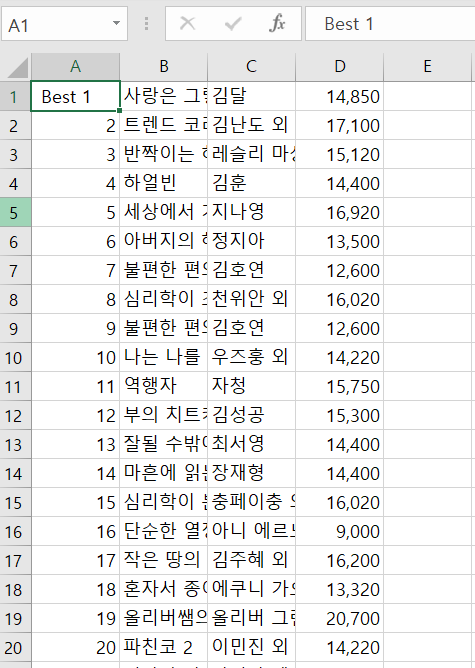 A1 fx Best 1
A B C D E
1 Best 1 사랑은 그 김달 14,850
2 2 트렌드 코 김난도 외 17,100
3 3 반짝이는 레슬리 마 15,120
4 4 하얼빈 김훈 14,400
5 5 세상에서 지나영 16,920
6 6 아버지의 정지아 13,500
7 7 불편한 편 김호연 12,600
8 8 심리학이 천위안 외 16,020
9 9 불편한 편 김호연 12,600
10 10 나는 나를 우즈훙 외 14,220
11 11 역행자 자청 15,750
12 12 부의 치트 김성공 15,300
13 13 잘될 수밖 최서영 14,400
14 14 마흔에 읽 장재형 14,400
15 15 심리학이 충페이충 16,020
16 16 단순한 열 아니 에르 9,000
17 17 작은 땅의 김주혜 외 16,200
18 18 혼자서 종 에쿠니 가 13,320
19 19 올리버쌤의 올리버 그 20,700
20 20 파친코 2 이민진 외 14,220